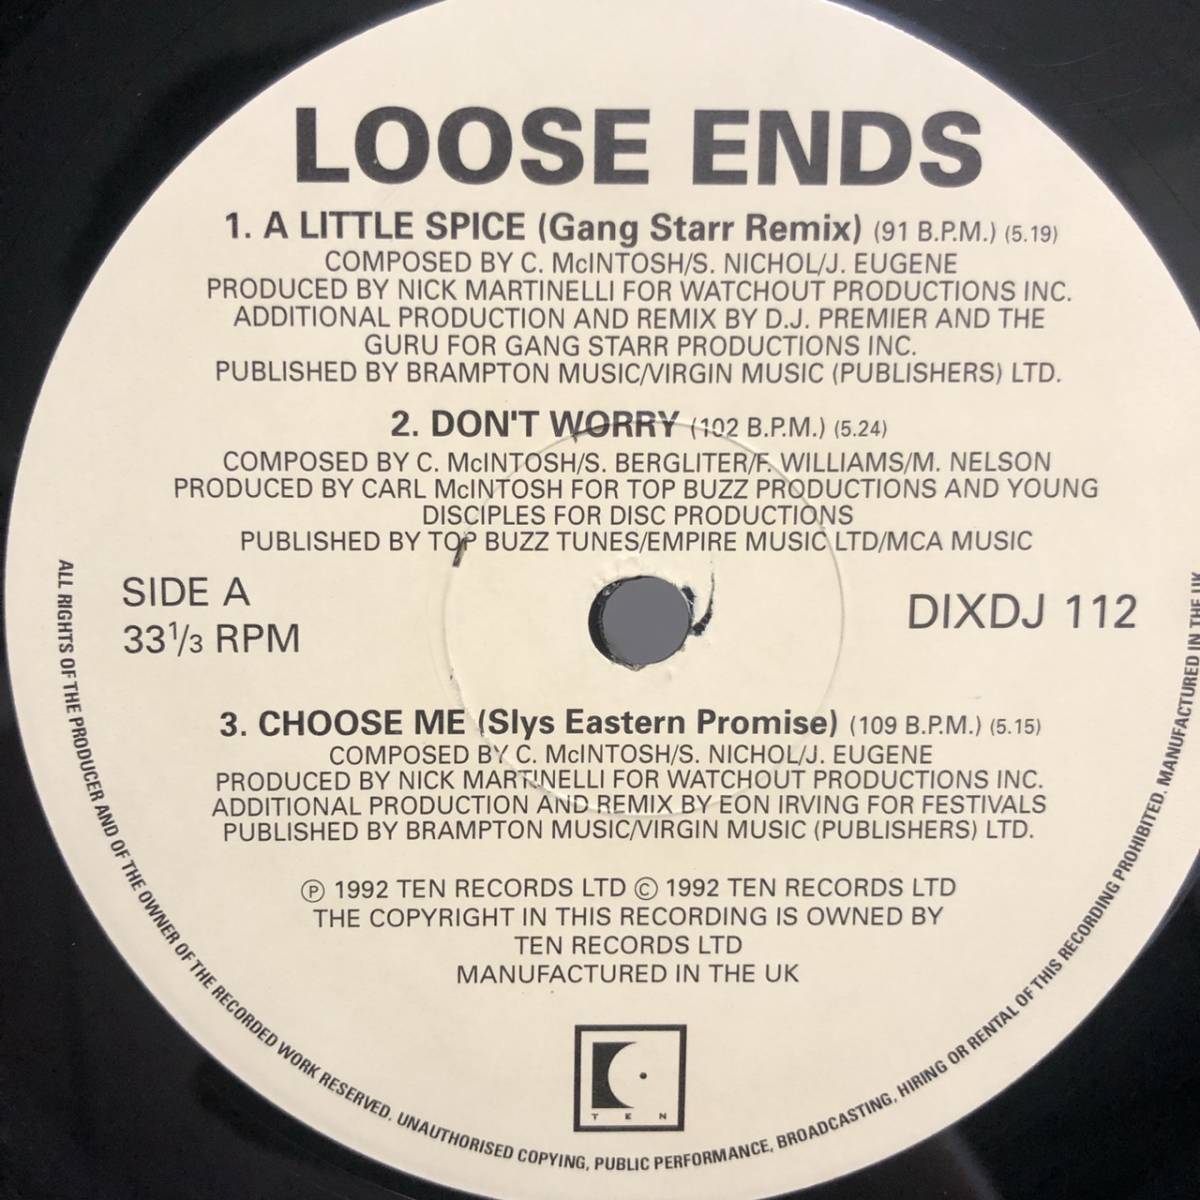 LOOSE ENDS
1. A LITTLE SPICE (Gang Starr Remix) (91 B.P.M.) (5.19)
COMPOSED BY C. McINTOSH/S. NICHOL/J. EUGENE
PRODUCED BY NICK MARTINELLI FOR WATCHOUT PRODUCTIONS INC.
ADDITIONAL PRODUCTION AND REMIX BY D.J. PREMIER AND THE
GURU FOR GANG STARR PRODUCTIONS INC.
PUBLISHED BY BRAMPTON MUSIC/VIRGIN MUSIC (PUBLISHERS) LTD.
2. DON'T WORRY (102 B.P.M.) (5.24)
COMPOSED BY C. McINTOSH/S. BERGLITER/F. WILLIAMS/M. NELSON
PRODUCED BY CARL McINTOSH FOR TOP BUZZ PRODUCTIONS AND YOUNG
DISCIPLES FOR DISC PRODUCTIONS
PUBLISHED BY TOP BUZZ TUNES/EMPIRE MUSIC LTD/MCA MUSIC
SIDE A
33 1/3 RPM
DIXDJ 112
3. CHOOSE ME (Slys Eastern Promise) (109 B.P.M.) (5.15)
COMPOSED BY C. McINTOSH/S. NICHOL/J. EUGENE
PRODUCED BY NICK MARTINELLI FOR WATCHOUT PRODUCTIONS INC.
ADDITIONAL PRODUCTION AND REMIX BY EON IRVING FOR FESTIVALS
PUBLISHED BY BRAMPTON MUSIC/VIRGIN MUSIC (PUBLISHERS) LTD.
℗ 1992 TEN RECORDS LTD © 1992 TEN RECORDS LTD
THE COPYRIGHT IN THIS RECORDING IS OWNED BY
TEN RECORDS LTD
MANUFACTURED IN THE UK
TEN
ALL RIGHTS OF THE PRODUCER AND OF THE OWNER OF THE RECORDED WORK RESERVED. UNAUTHORISED COPYING, PUBLIC PERFORMANCE, BROADCASTING, HIRING OR RENTAL OF THIS RECORDING PROHIBITED. MANUFACTURED IN THE UK